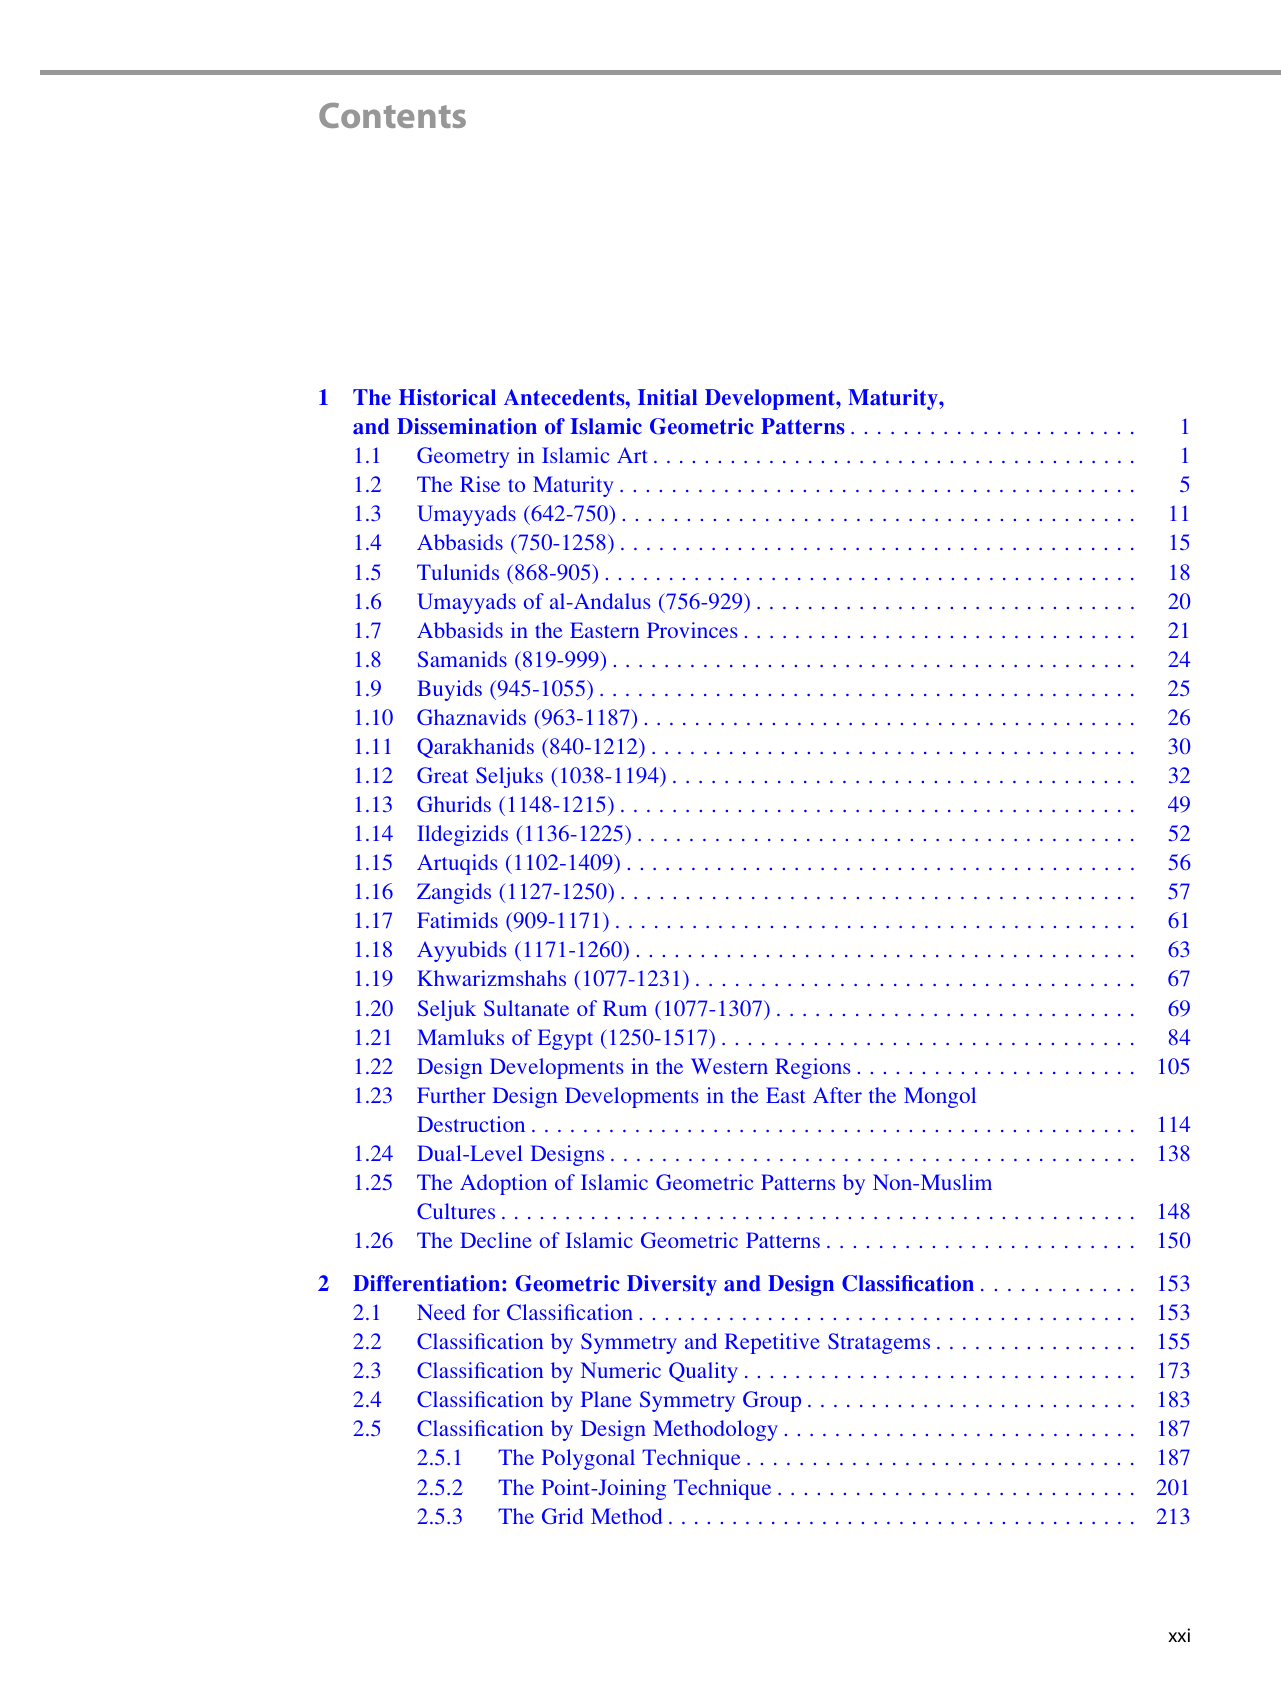 Contents
1 The Historical Antecedents, Initial Development, Maturity,
and Dissemination of Islamic Geometric Patterns . . . . . . . . . . . . . . . . . . . . . . 1
1.1 Geometry in Islamic Art . . . . . . . . . . . . . . . . . . . . . . . . . . . . . . . . . . . . . . 1
1.2 The Rise to Maturity . . . . . . . . . . . . . . . . . . . . . . . . . . . . . . . . . . . . . . . . 5
1.3 Umayyads (642-750) . . . . . . . . . . . . . . . . . . . . . . . . . . . . . . . . . . . . . . . . 11
1.4 Abbasids (750-1258) . . . . . . . . . . . . . . . . . . . . . . . . . . . . . . . . . . . . . . . . 15
1.5 Tulunids (868-905) . . . . . . . . . . . . . . . . . . . . . . . . . . . . . . . . . . . . . . . . . 18
1.6 Umayyads of al-Andalus (756-929) . . . . . . . . . . . . . . . . . . . . . . . . . . . . . . 20
1.7 Abbasids in the Eastern Provinces . . . . . . . . . . . . . . . . . . . . . . . . . . . . . . . 21
1.8 Samanids (819-999) . . . . . . . . . . . . . . . . . . . . . . . . . . . . . . . . . . . . . . . . . 24
1.9 Buyids (945-1055) . . . . . . . . . . . . . . . . . . . . . . . . . . . . . . . . . . . . . . . . . . 25
1.10 Ghaznavids (963-1187) . . . . . . . . . . . . . . . . . . . . . . . . . . . . . . . . . . . . . . 26
1.11 Qarakhanids (840-1212) . . . . . . . . . . . . . . . . . . . . . . . . . . . . . . . . . . . . . . 30
1.12 Great Seljuks (1038-1194) . . . . . . . . . . . . . . . . . . . . . . . . . . . . . . . . . . . . 32
1.13 Ghurids (1148-1215) . . . . . . . . . . . . . . . . . . . . . . . . . . . . . . . . . . . . . . . . 49
1.14 Ildegizids (1136-1225) . . . . . . . . . . . . . . . . . . . . . . . . . . . . . . . . . . . . . . . 52
1.15 Artuqids (1102-1409) . . . . . . . . . . . . . . . . . . . . . . . . . . . . . . . . . . . . . . . . 56
1.16 Zangids (1127-1250) . . . . . . . . . . . . . . . . . . . . . . . . . . . . . . . . . . . . . . . . 57
1.17 Fatimids (909-1171) . . . . . . . . . . . . . . . . . . . . . . . . . . . . . . . . . . . . . . . . . 61
1.18 Ayyubids (1171-1260) . . . . . . . . . . . . . . . . . . . . . . . . . . . . . . . . . . . . . . . 63
1.19 Khwarizmshahs (1077-1231) . . . . . . . . . . . . . . . . . . . . . . . . . . . . . . . . . . 67
1.20 Seljuk Sultanate of Rum (1077-1307) . . . . . . . . . . . . . . . . . . . . . . . . . . . . 69
1.21 Mamluks of Egypt (1250-1517) . . . . . . . . . . . . . . . . . . . . . . . . . . . . . . . . 84
1.22 Design Developments in the Western Regions . . . . . . . . . . . . . . . . . . . . . . 105
1.23 Further Design Developments in the East After the Mongol
Destruction . . . . . . . . . . . . . . . . . . . . . . . . . . . . . . . . . . . . . . . . . . . . . . . 114
1.24 Dual-Level Designs . . . . . . . . . . . . . . . . . . . . . . . . . . . . . . . . . . . . . . . . . 138
1.25 The Adoption of Islamic Geometric Patterns by Non-Muslim
Cultures . . . . . . . . . . . . . . . . . . . . . . . . . . . . . . . . . . . . . . . . . . . . . . . . . . 148
1.26 The Decline of Islamic Geometric Patterns . . . . . . . . . . . . . . . . . . . . . . . . 150
2 Differentiation: Geometric Diversity and Design Classification . . . . . . . . . . . . 153
2.1 Need for Classification . . . . . . . . . . . . . . . . . . . . . . . . . . . . . . . . . . . . . . . 153
2.2 Classification by Symmetry and Repetitive Stratagems . . . . . . . . . . . . . . . . 155
2.3 Classification by Numeric Quality . . . . . . . . . . . . . . . . . . . . . . . . . . . . . . . 173
2.4 Classification by Plane Symmetry Group . . . . . . . . . . . . . . . . . . . . . . . . . . 183
2.5 Classification by Design Methodology . . . . . . . . . . . . . . . . . . . . . . . . . . . . 187
2.5.1 The Polygonal Technique . . . . . . . . . . . . . . . . . . . . . . . . . . . . . . 187
2.5.2 The Point-Joining Technique . . . . . . . . . . . . . . . . . . . . . . . . . . . . 201
2.5.3 The Grid Method . . . . . . . . . . . . . . . . . . . . . . . . . . . . . . . . . . . . . 213
xxi